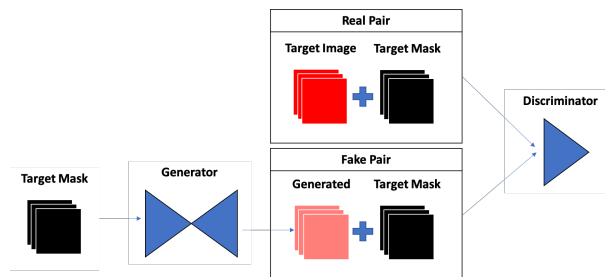 Real Pair
Target Image Target Mask
Discriminator
Fake Pair
Target Mask
Generator
Generated Target Mask